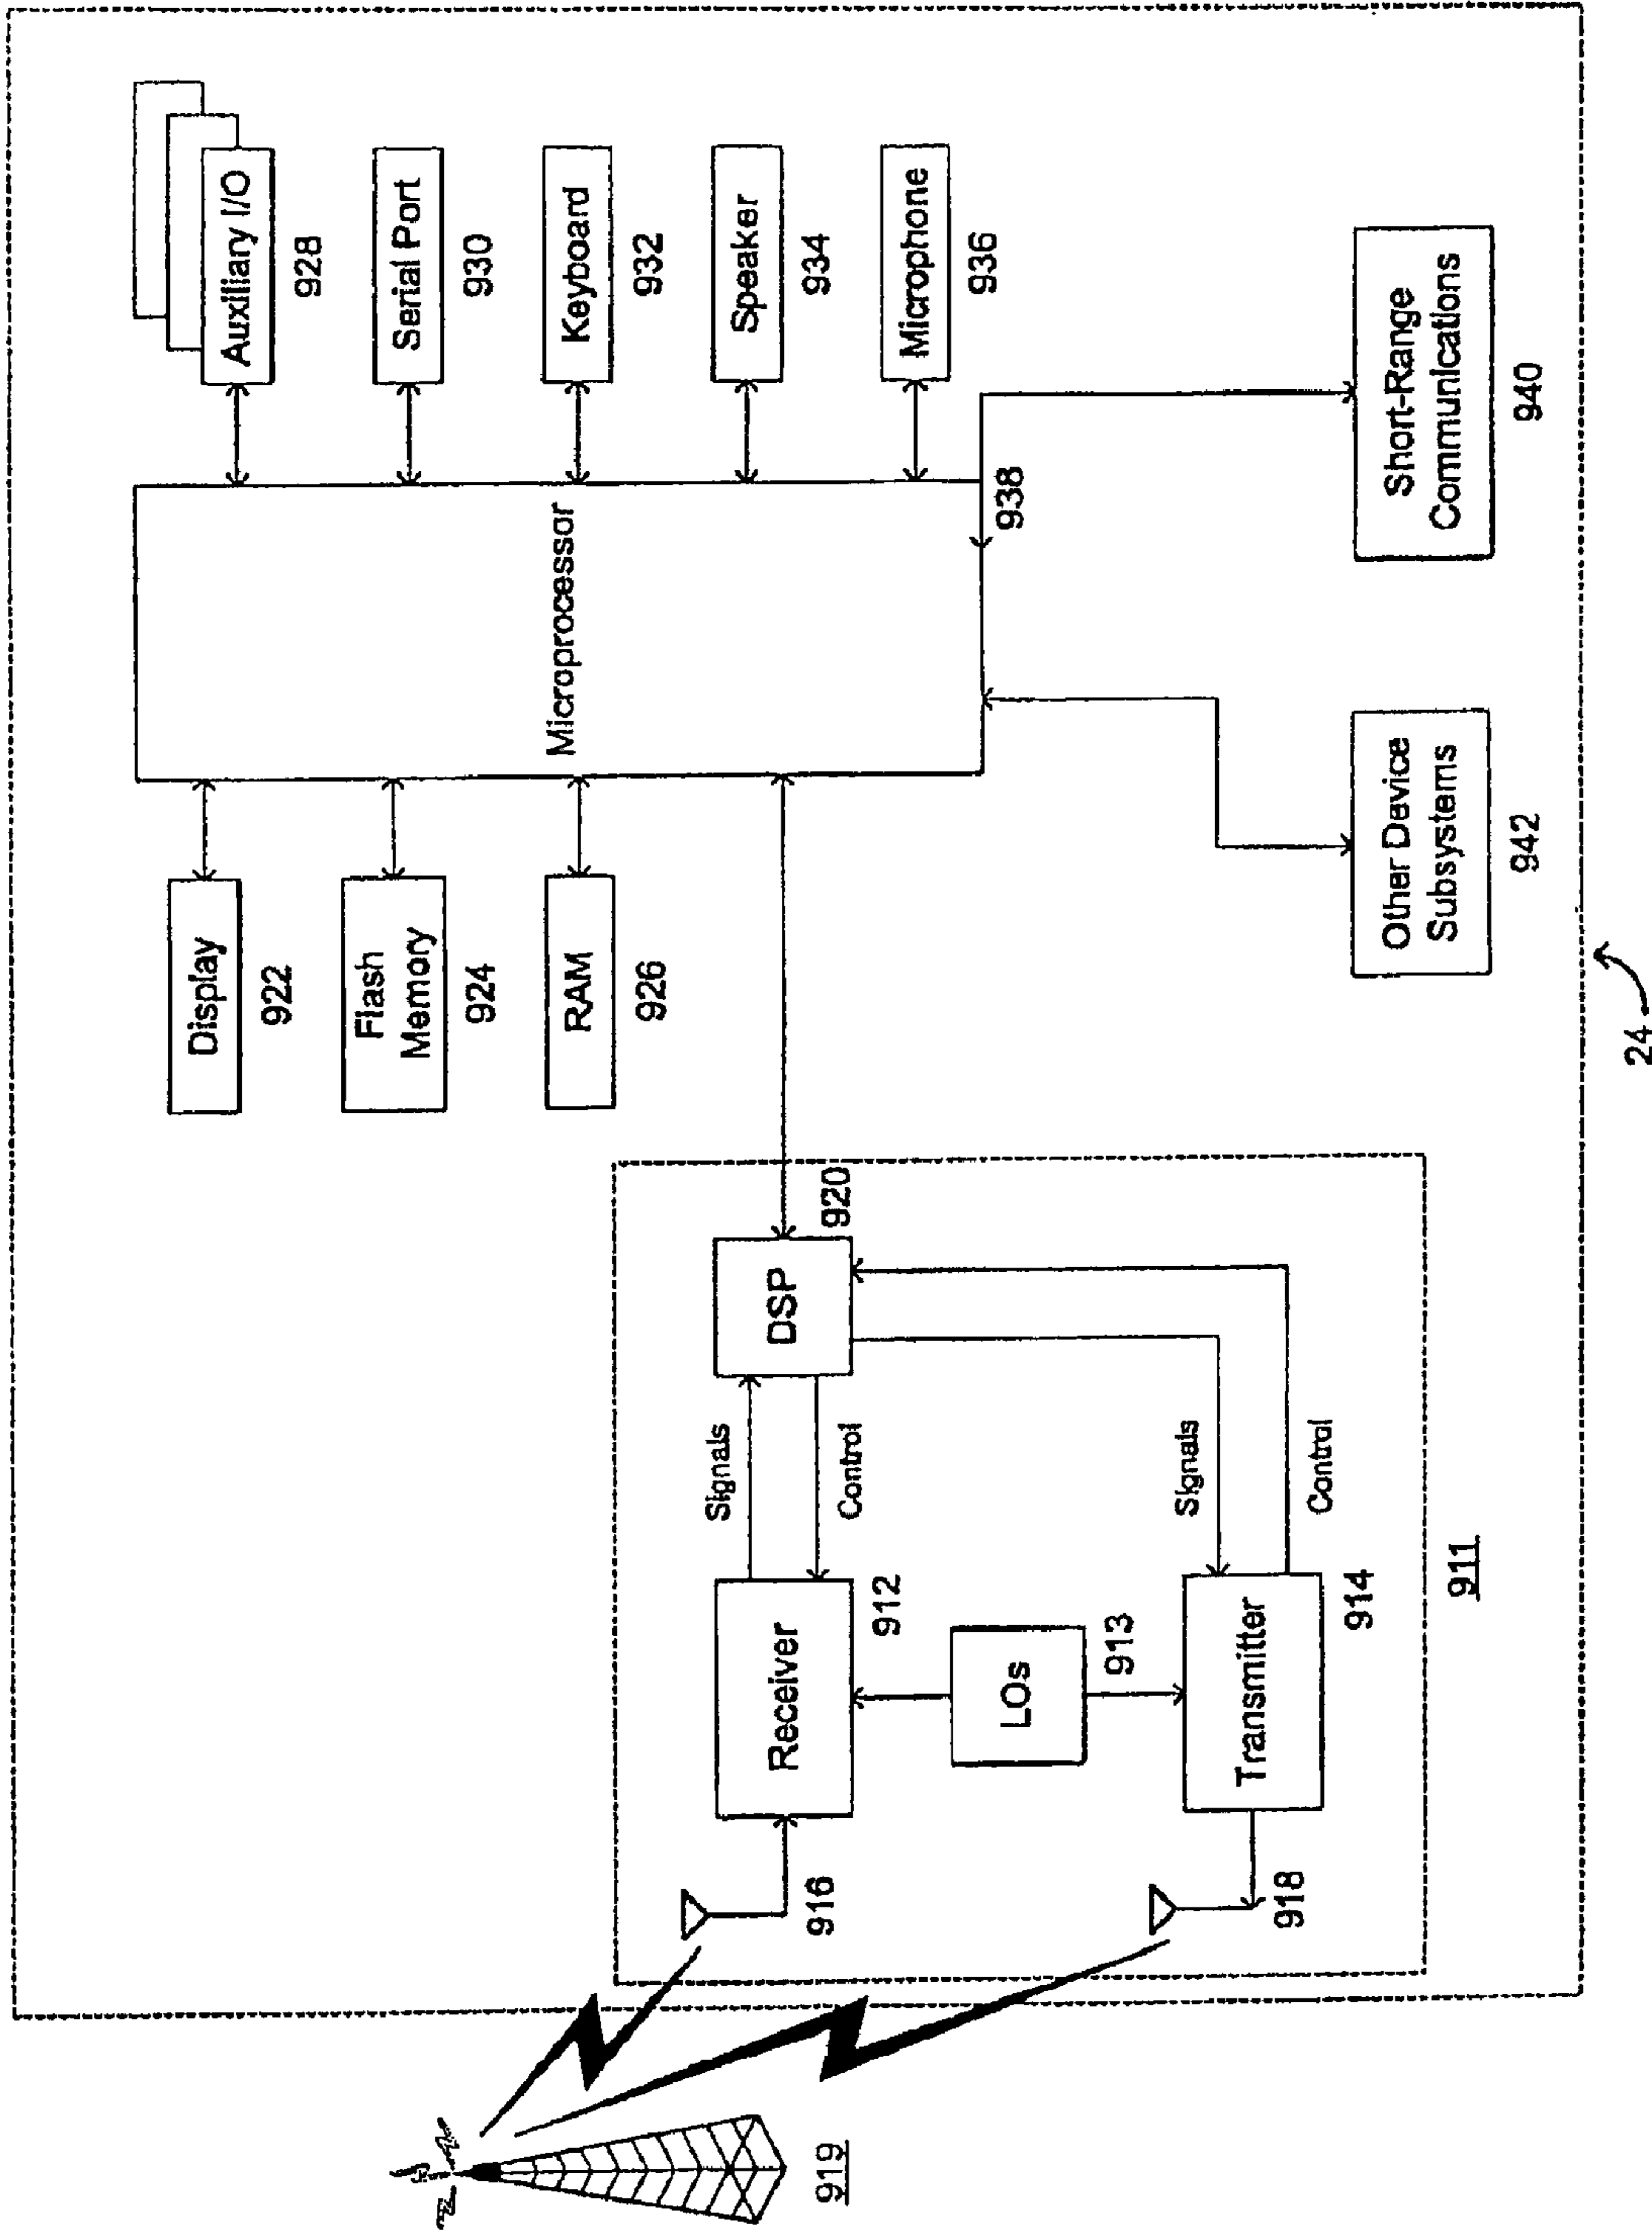 Auxiliary I/O
928
Serial Port
930
Keyboard
932
Speaker
934
Microphone
936
Microprocessor
938
Display
922
Flash
Memory
924
RAM
926
Short-Range
Communications
940
Other Device
Subsystems
942
24
DSP
920
Signals
Control
Signals
Control
Receiver
912
LOs
913
Transmitter
914
911
916
918
919